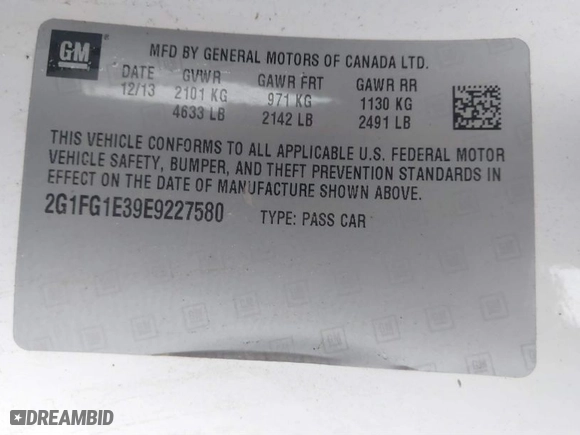 GM
MFD BY GENERAL MOTORS OF CANADA LTD.
DATE GVWR GAWR FRT GAWR RR
12/13 2101 KG 971 KG 1130 KG
4633 LB 2142 LB 2491 LB
THIS VEHICLE CONFORMS TO ALL APPLICABLE U.S. FEDERAL MOTOR
VEHICLE SAFETY, BUMPER, AND THEFT PREVENTION STANDARDS IN
EFFECT ON THE DATE OF MANUFACTURE SHOWN ABOVE.
2G1FG1E39E9227580 TYPE: PASS CAR
DREAMBID